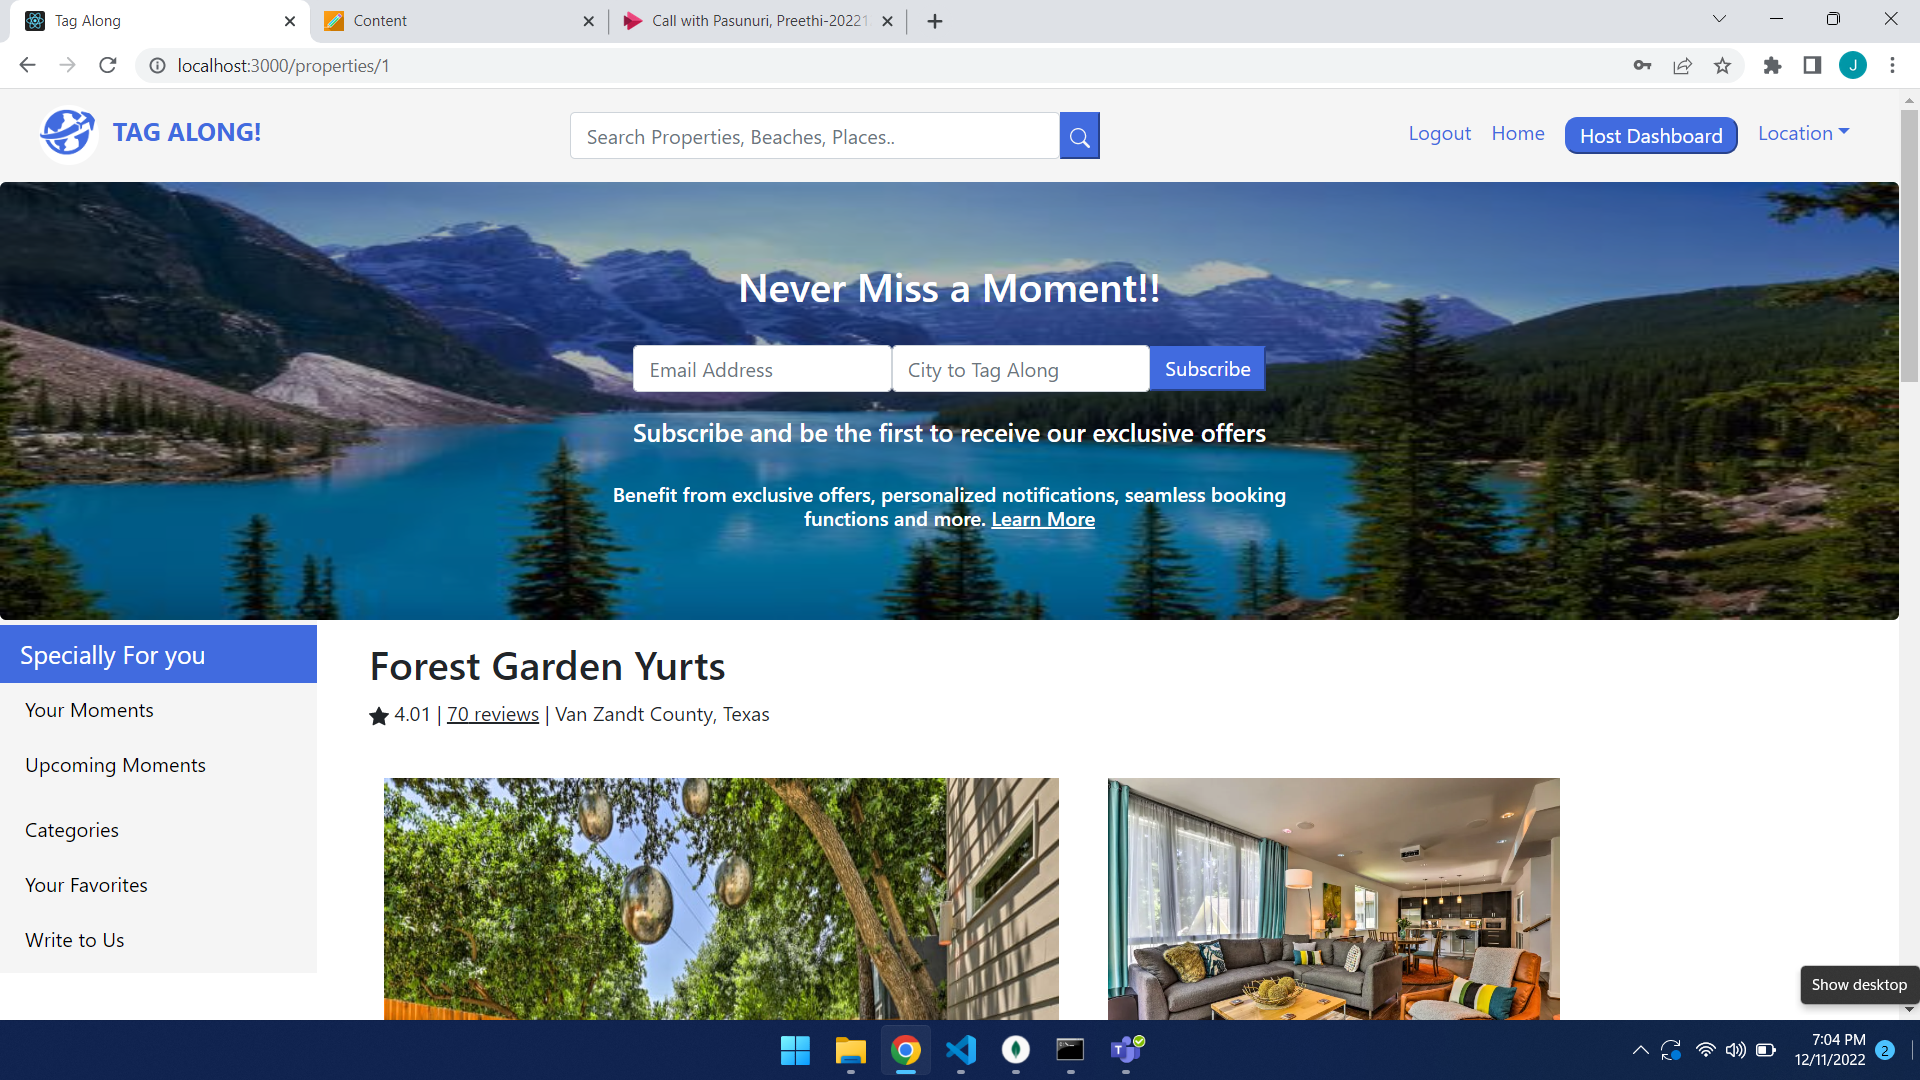 Tag Along
Content
Call with Pasunuri, Preethi-20221
localhost:3000/properties/1
J
TAG ALONG!
Search Properties, Beaches, Places..
Logout
Home
Host Dashboard
Location
Never Miss a Moment!!
Email Address
City to Tag Along
Subscribe
Subscribe and be the first to receive our exclusive offers
Benefit from exclusive offers, personalized notifications, seamless booking
functions and more. Learn More
Specially For you
Your Moments
Upcoming Moments
Categories
Your Favorites
Write to Us
Forest Garden Yurts
4.01 | 70 reviews | Van Zandt County, Texas
Show desktop
T
7:04 PM
12/11/2022
2